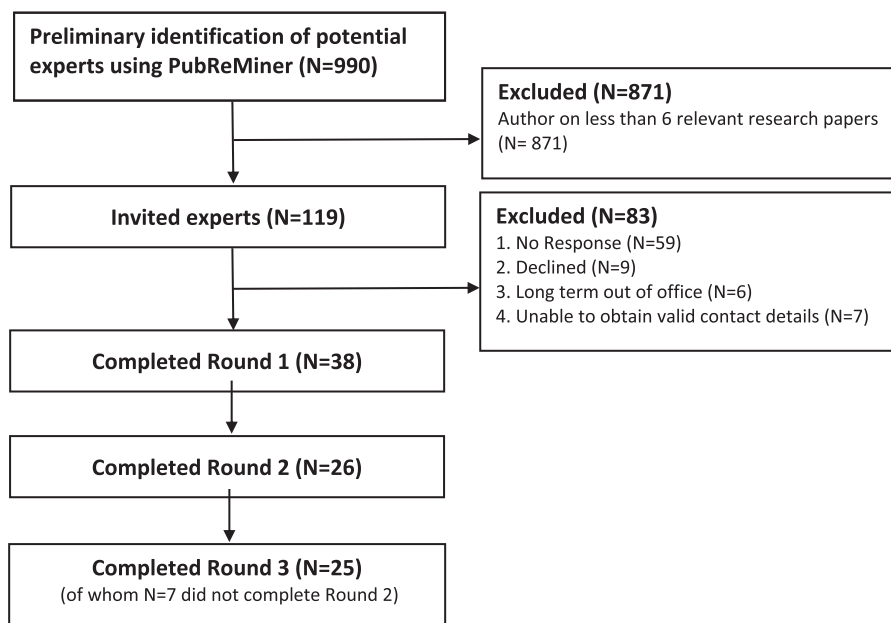 Preliminary identification of potential
experts using PubReMiner (N=990)
Excluded (N=871)
Author on less than 6 relevant research papers
(N= 871)
Invited experts (N=119)
Excluded (N=83)
1. No Response (N=59)
2. Declined (N=9)
3. Long term out of office (N=6)
4. Unable to obtain valid contact details (N=7)
Completed Round 1 (N=38)
Completed Round 2 (N=26)
Completed Round 3 (N=25)
(of whom N=7 did not complete Round 2)